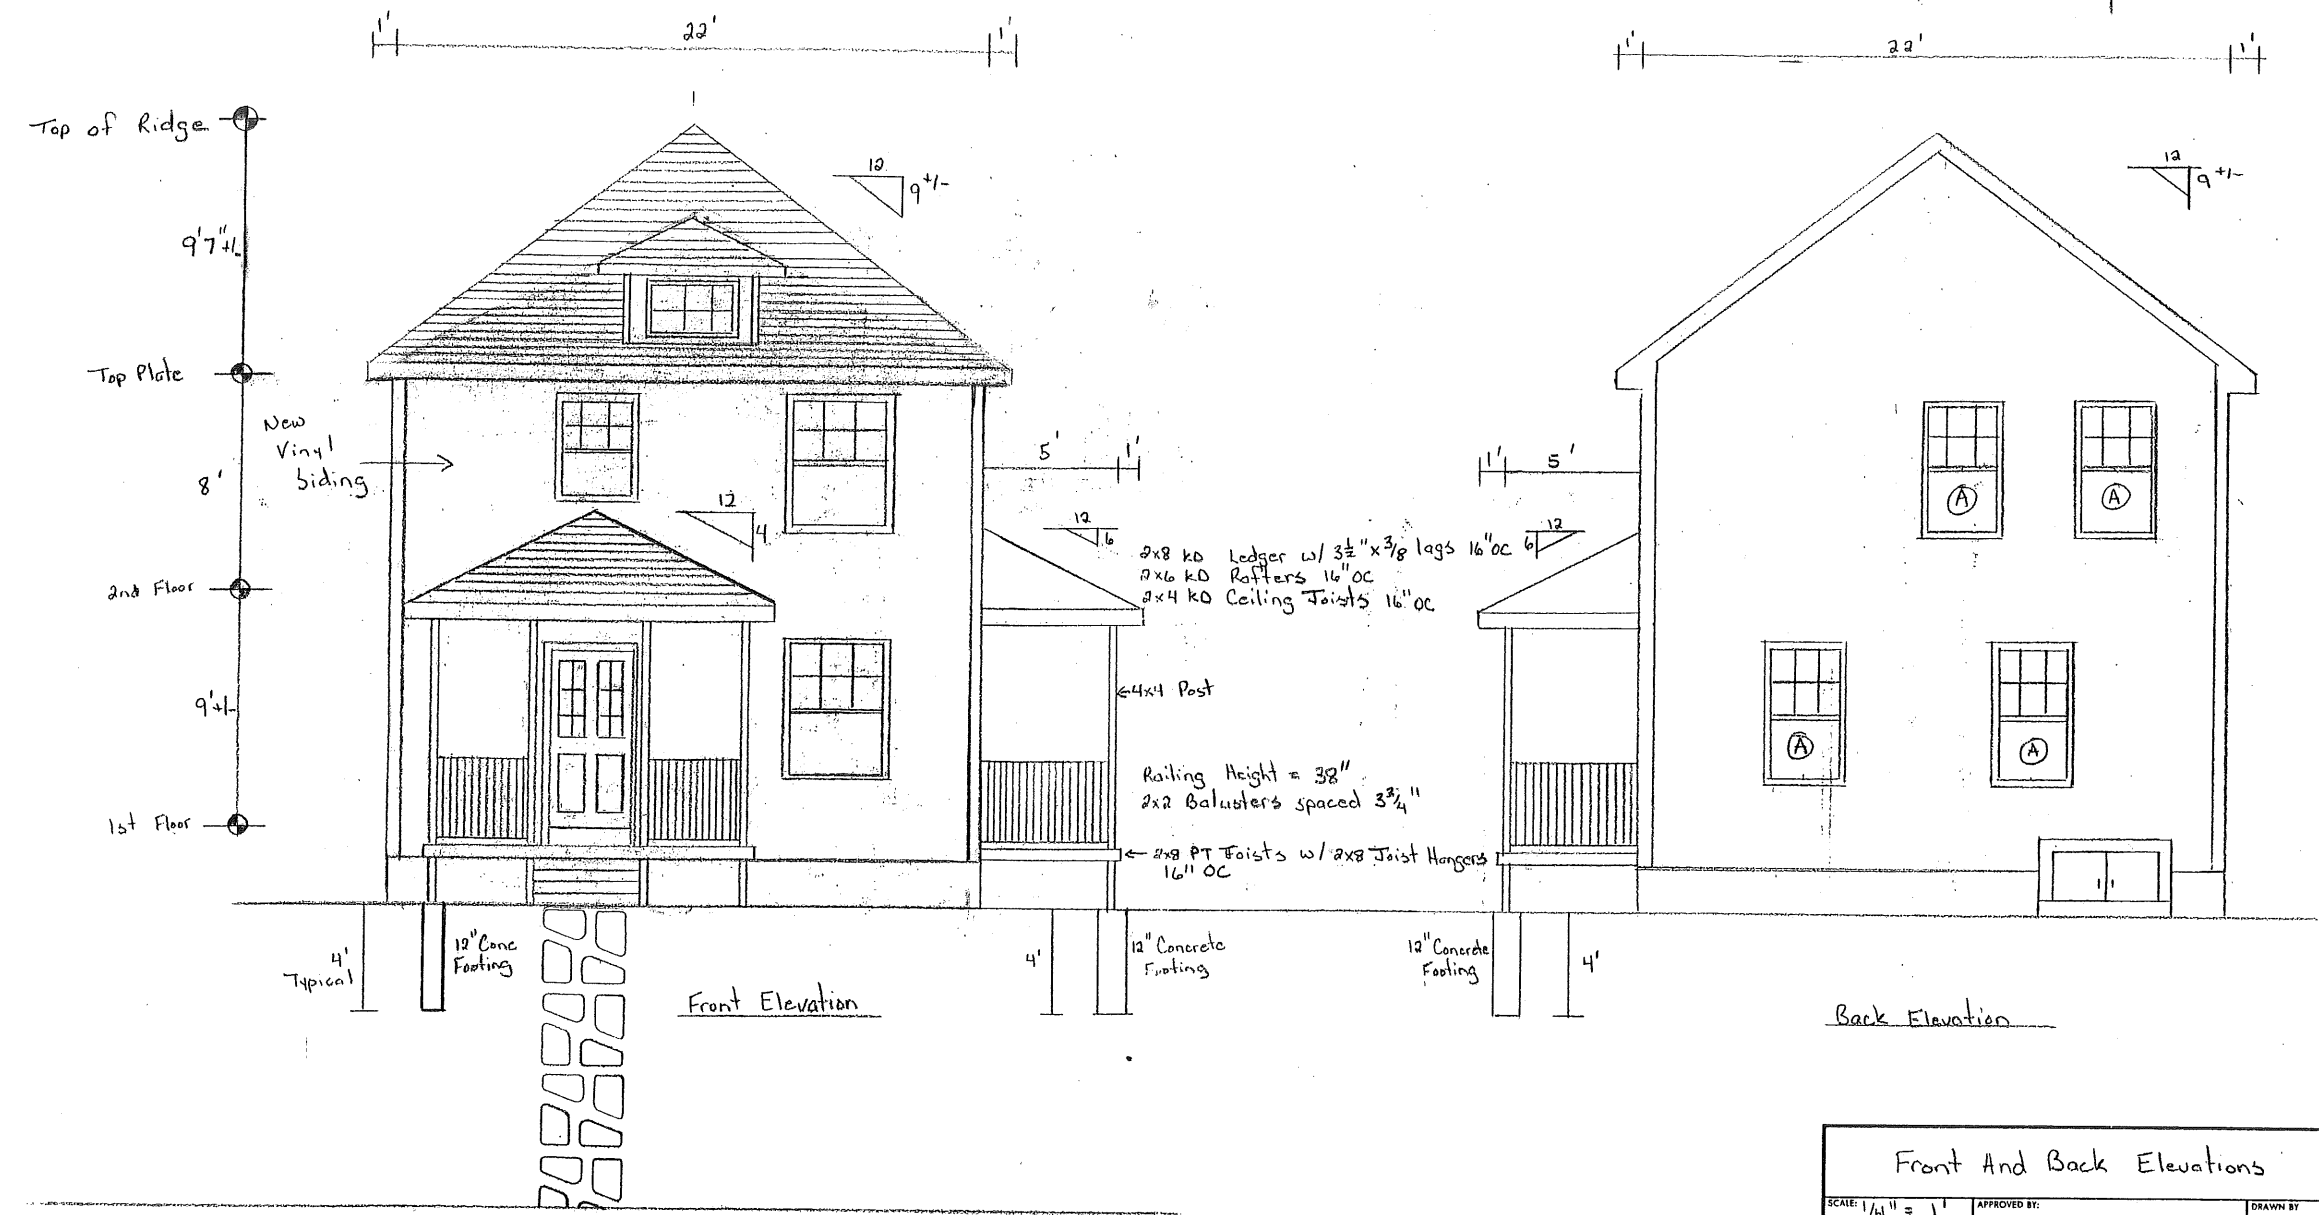 1'
22'
1'
1'
22'
1'
Top of Ridge
12
9 +/-
12
9 +/-
9'7" +/-
Top Plate
New
Vinyl
Siding
8'
5'
1'
1'
5'
12
4
12
6
12
6
2x8 KD Ledger w/ 3½" x 3/8 lags 16" OC
2x6 KD Rafters 16" OC
2x4 KD Ceiling Joists 16" OC
A
A
2nd Floor
9' +/-
4x4 Post
A
A
Railing Height = 38"
2x2 Balusters spaced 3¾"
1st Floor
2x8 PT Joists w/ 2x8 Joist Hangers
16" OC
4'
Typical
12" Conc
Footing
4'
12" Concrete
Footing
12" Concrete
Footing
4'
Front Elevation
Back Elevation
Front And Back Elevations
SCALE: 1/4" = 1'
APPROVED BY:
DRAWN BY